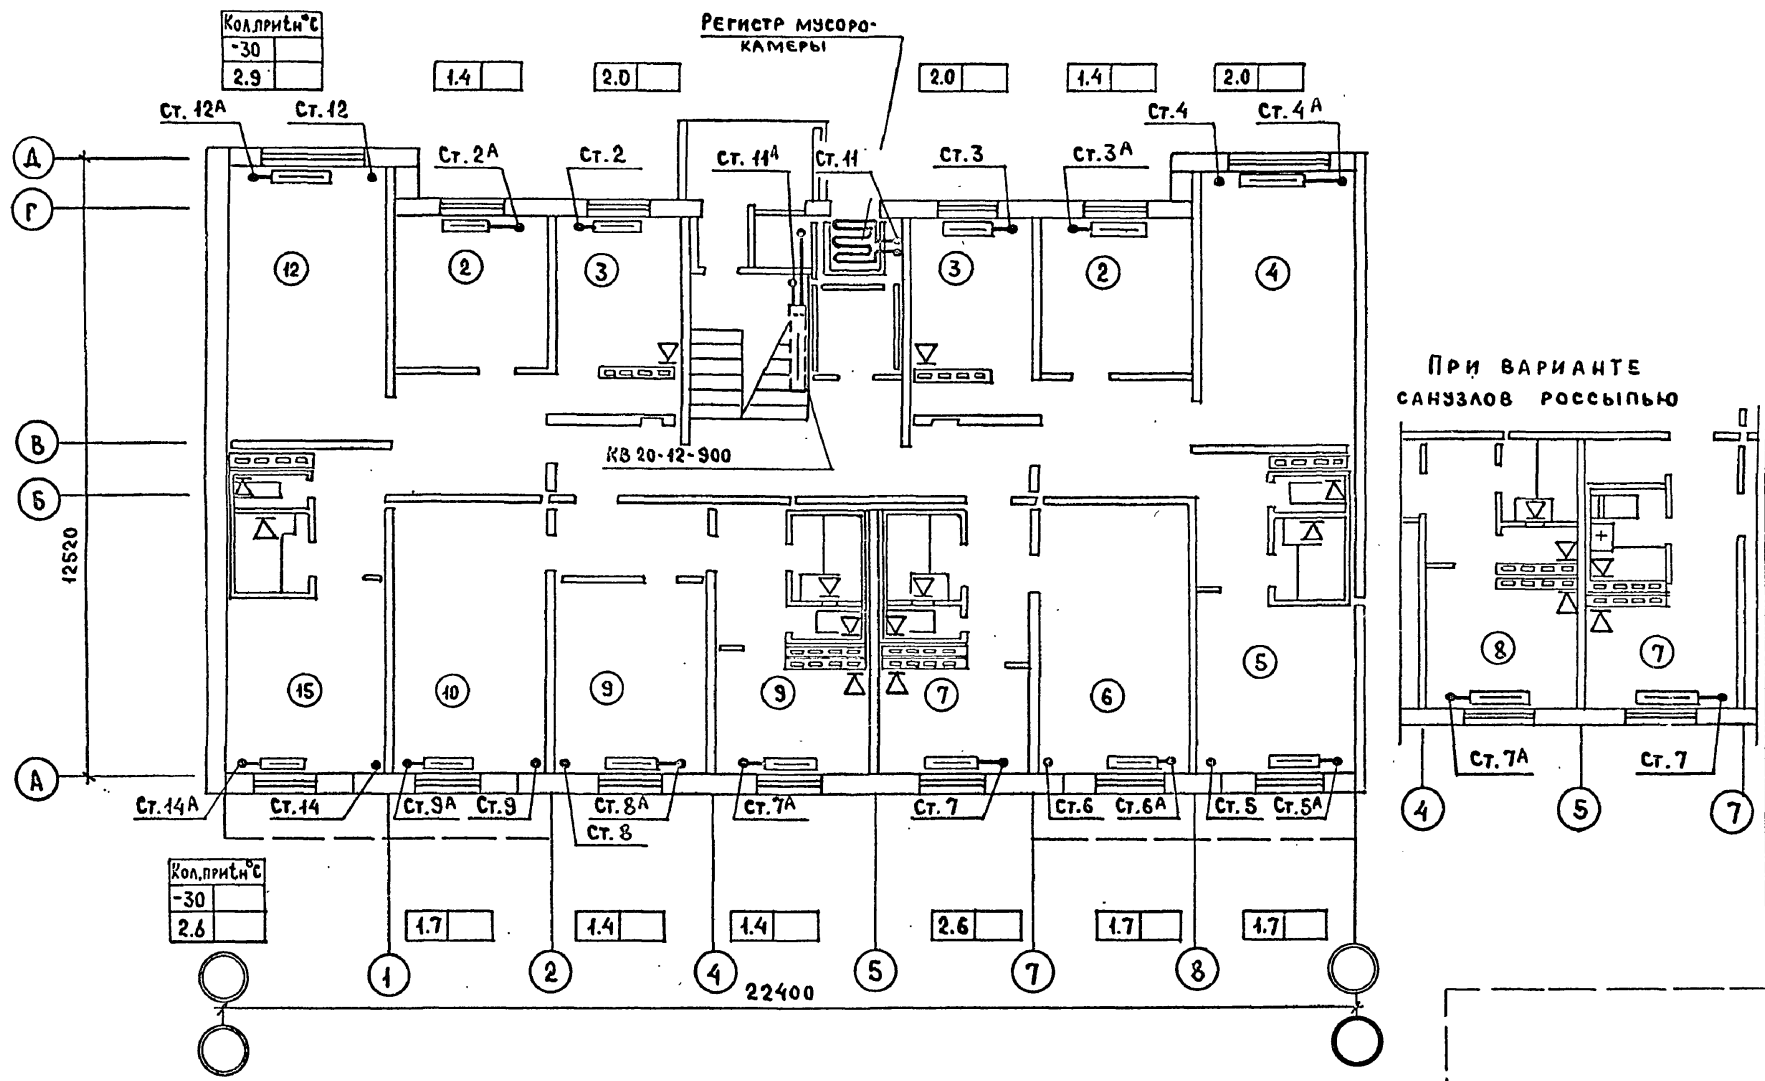 Кол.при tн°С
-30
2.9
1.4
2.0
РЕГИСТР МУСОРО-
КАМЕРЫ
2.0
1.4
2.0
Ст. 12А
Ст. 12
Ст. 2А
Ст. 2
Ст. 11А
Ст. 11
Ст. 3
Ст. 3А
Ст. 4
Ст. 4А
Д
Г
12
2
3
3
2
4
ПРИ ВАРИАНТЕ
САНУЗЛОВ РОССЫПЬЮ
В
КВ 20-12-900
Б
12520
15
10
9
9
7
6
5
8
7
А
Ст. 14А
Ст. 14
Ст. 9А
Ст. 9
Ст. 8А
Ст. 8
Ст. 7А
Ст. 7
Ст. 6
Ст. 6А
Ст. 5
Ст. 5А
Ст. 7А
Ст. 7
4
5
7
Кол.при tн°С
-30
2.6
1.7
1.4
1.4
2.6
1.7
1.7
1
2
4
5
7
8
22400